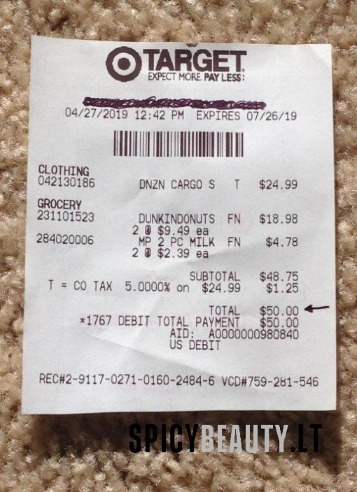 TARGET
EXPECT MORE. PAY LESS.
04/27/2019 12:42 PM EXPIRES 07/26/19
CLOTHING
042130186 DNZN CARGO S T $24.99
GROCERY
231101523 DUNKINDONUTS FN $18.98
2 @ $9.49 ea
284020006 MP 2 PC MILK FN $4.78
2 @ $2.39 ea
SUBTOTAL $48.75
T = CO TAX 5.0000% on $24.99 $1.25
TOTAL $50.00
*1767 DEBIT TOTAL PAYMENT $50.00
AID: A0000000980840
US DEBIT
REC#2-9117-0271-0160-2484-6 VCD#759-281-546
SPICYBEAUTY.LT